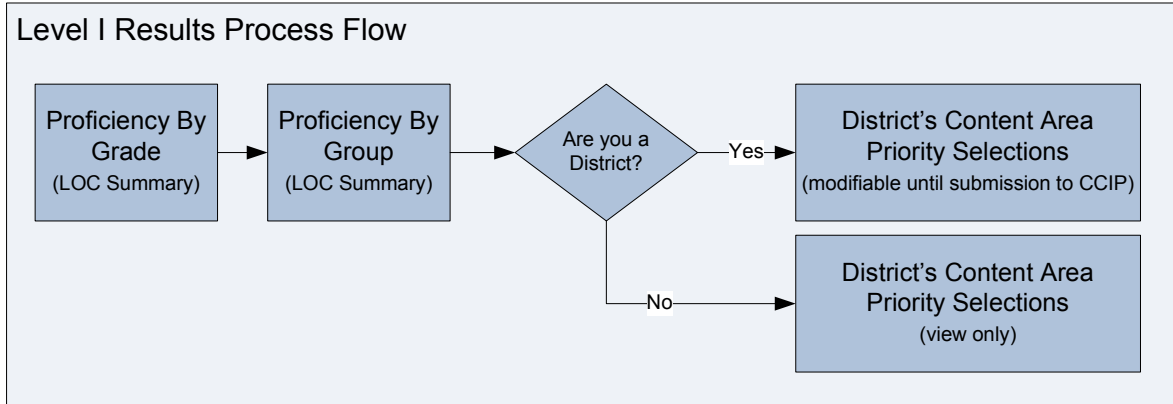 Level I Results Process Flow
Proficiency By
Grade
(LOC Summary)
Proficiency By
Group
(LOC Summary)
Are you a
District?
Yes
District’s Content Area
Priority Selections
(modifiable until submission to CCIP)
No
District’s Content Area
Priority Selections
(view only)